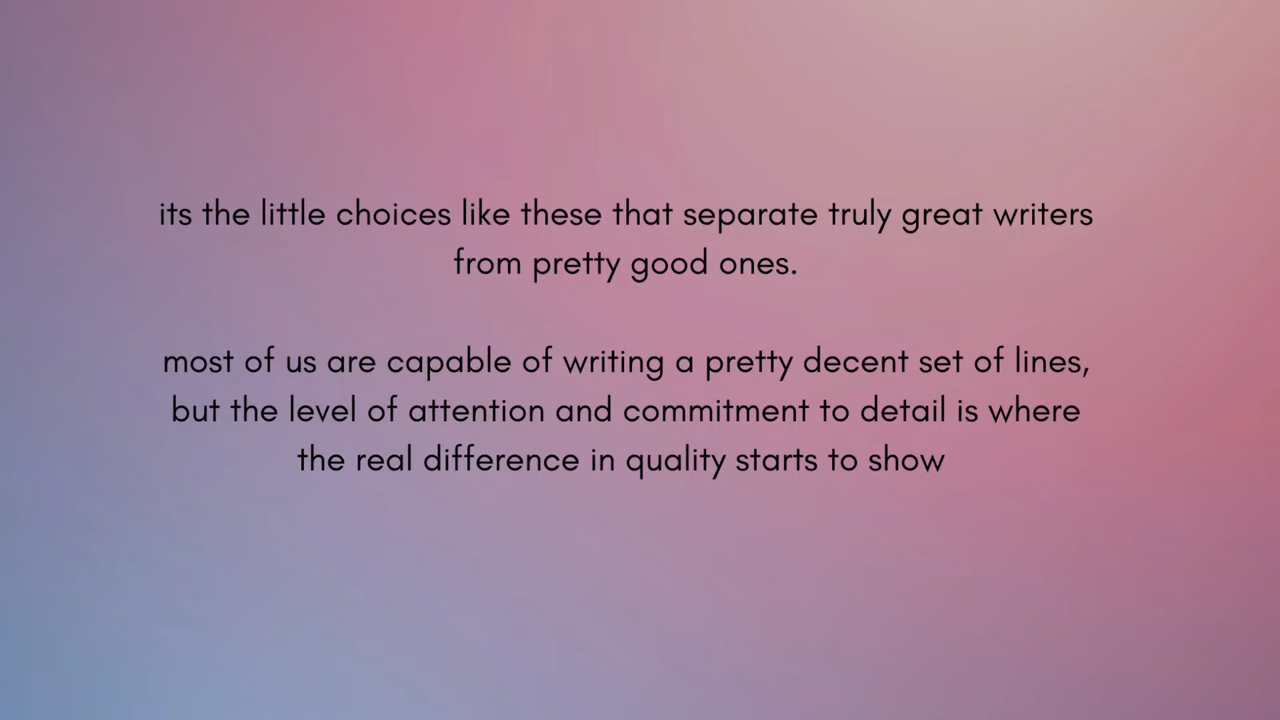 its the little choices like these that separate truly great writers
from pretty good ones.
most of us are capable of writing a pretty decent set of lines,
but the level of attention and commitment to detail is where
the real difference in quality starts to show